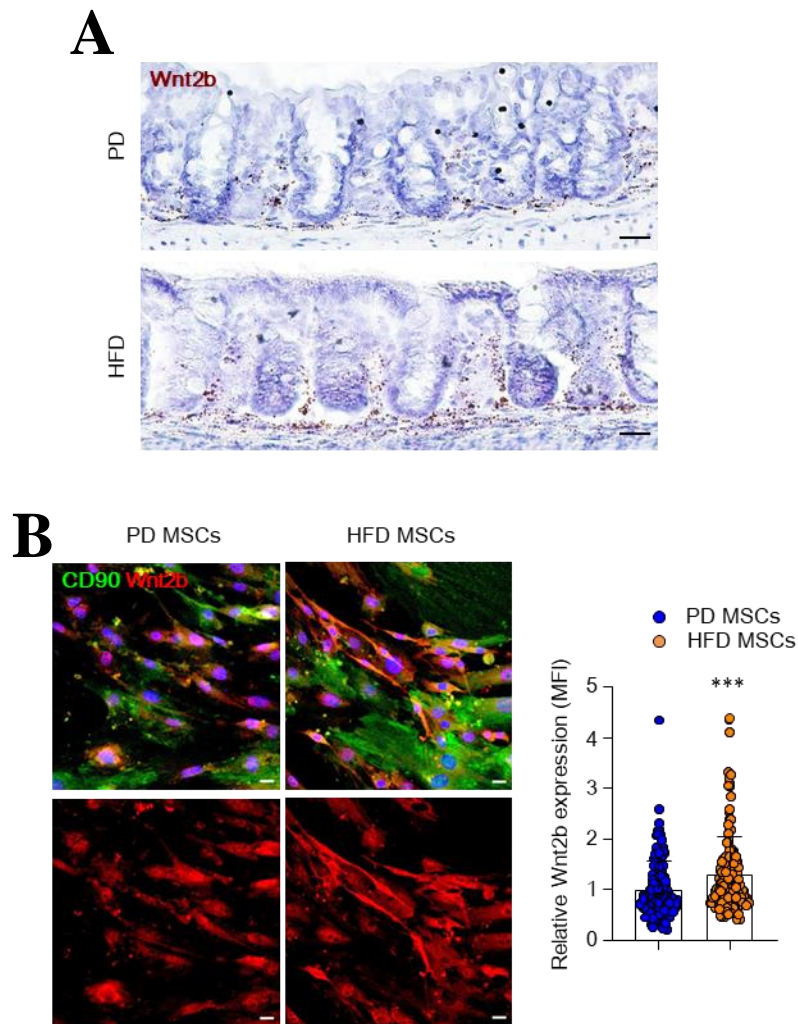 A
Wnt2b
PD
HFD
B
PD MSCs
HFD MSCs
CD90 Wnt2b
PD MSCs
HFD MSCs
***
Relative Wnt2b expression (MFI)
5
4
3
2
1
0